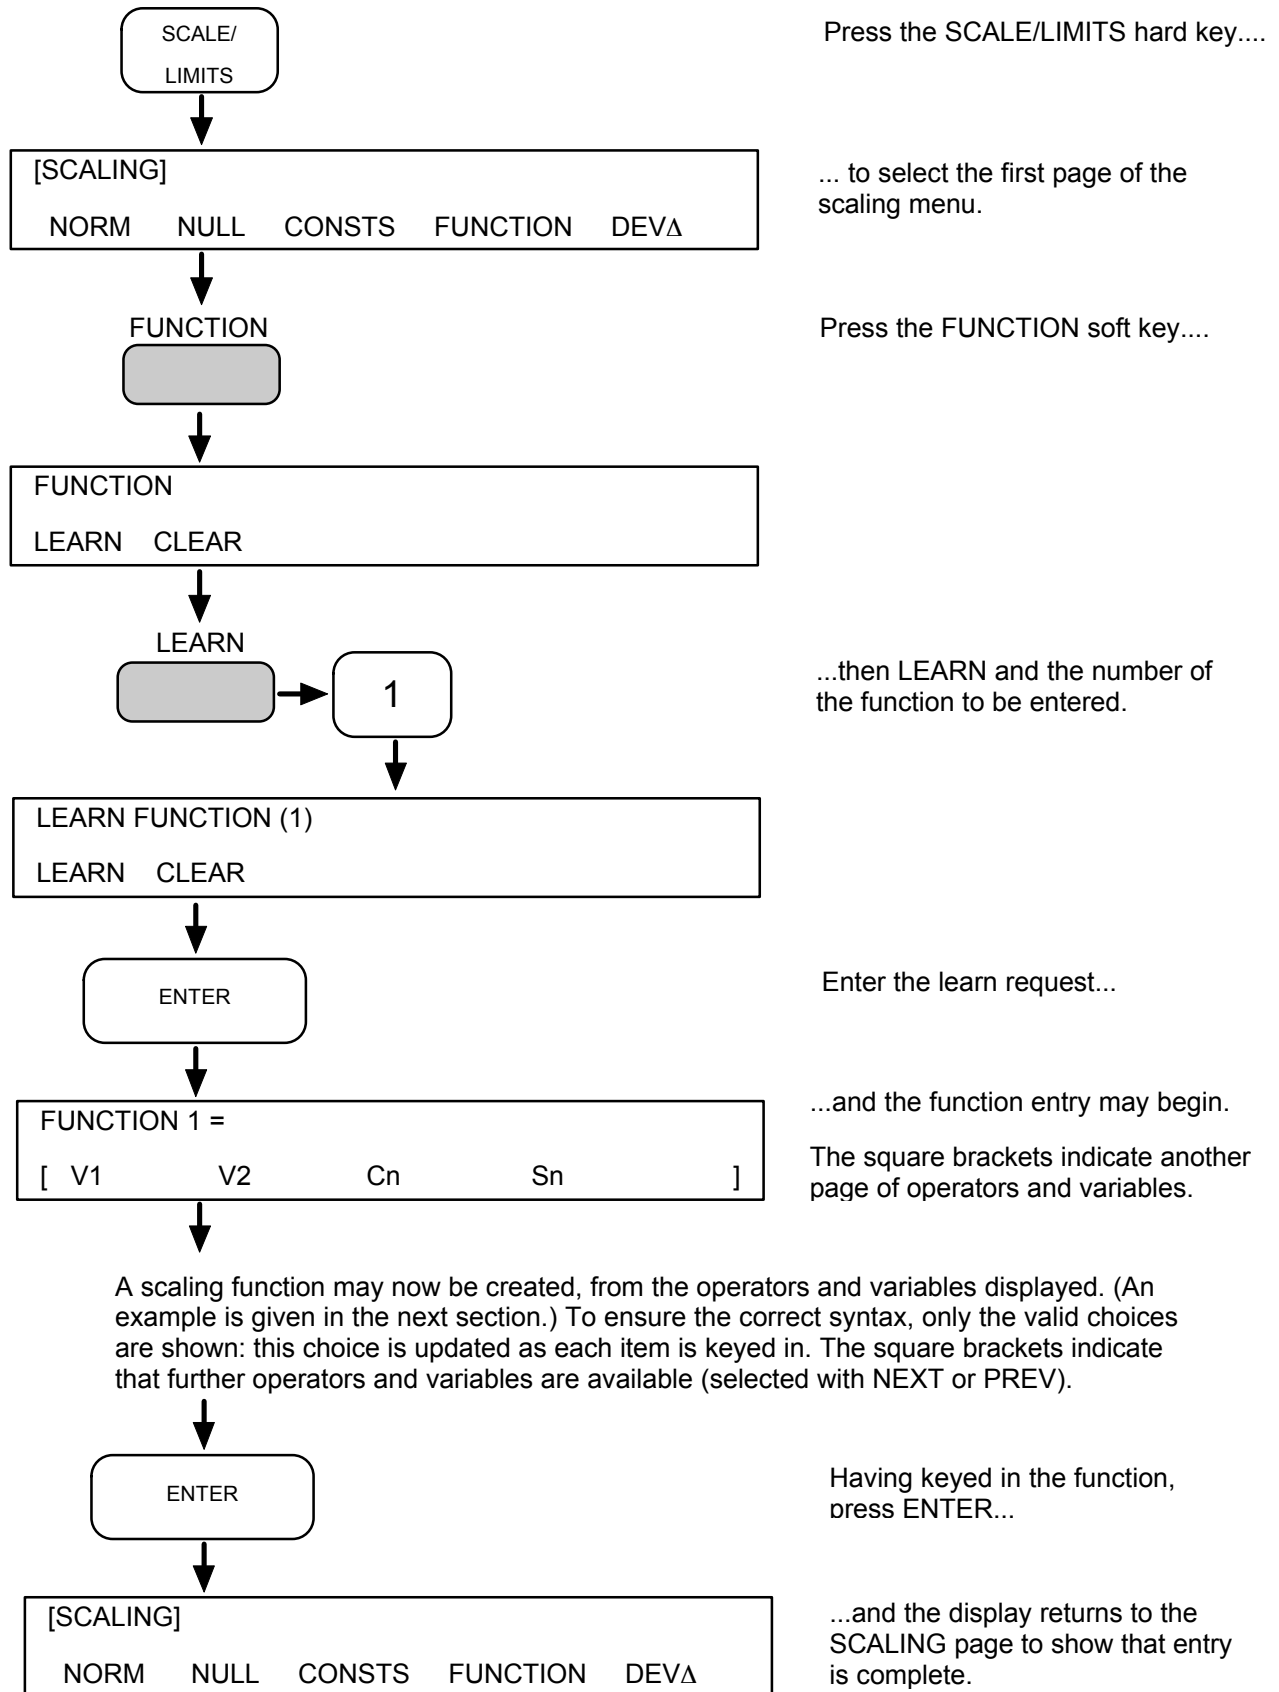 SCALE/
LIMITS
Press the SCALE/LIMITS hard key....
[SCALING]
NORM NULL CONSTS FUNCTION DEV∆
... to select the first page of the
scaling menu.
FUNCTION
Press the FUNCTION soft key....
FUNCTION
LEARN CLEAR
LEARN
1
...then LEARN and the number of
the function to be entered.
LEARN FUNCTION (1)
LEARN CLEAR
ENTER
Enter the learn request...
FUNCTION 1 =
[ V1 V2 Cn Sn ]
...and the function entry may begin.
The square brackets indicate another
page of operators and variables.
A scaling function may now be created, from the operators and variables displayed. (An
example is given in the next section.) To ensure the correct syntax, only the valid choices
are shown: this choice is updated as each item is keyed in. The square brackets indicate
that further operators and variables are available (selected with NEXT or PREV).
ENTER
Having keyed in the function,
press ENTER...
[SCALING]
NORM NULL CONSTS FUNCTION DEV∆
...and the display returns to the
SCALING page to show that entry
is complete.